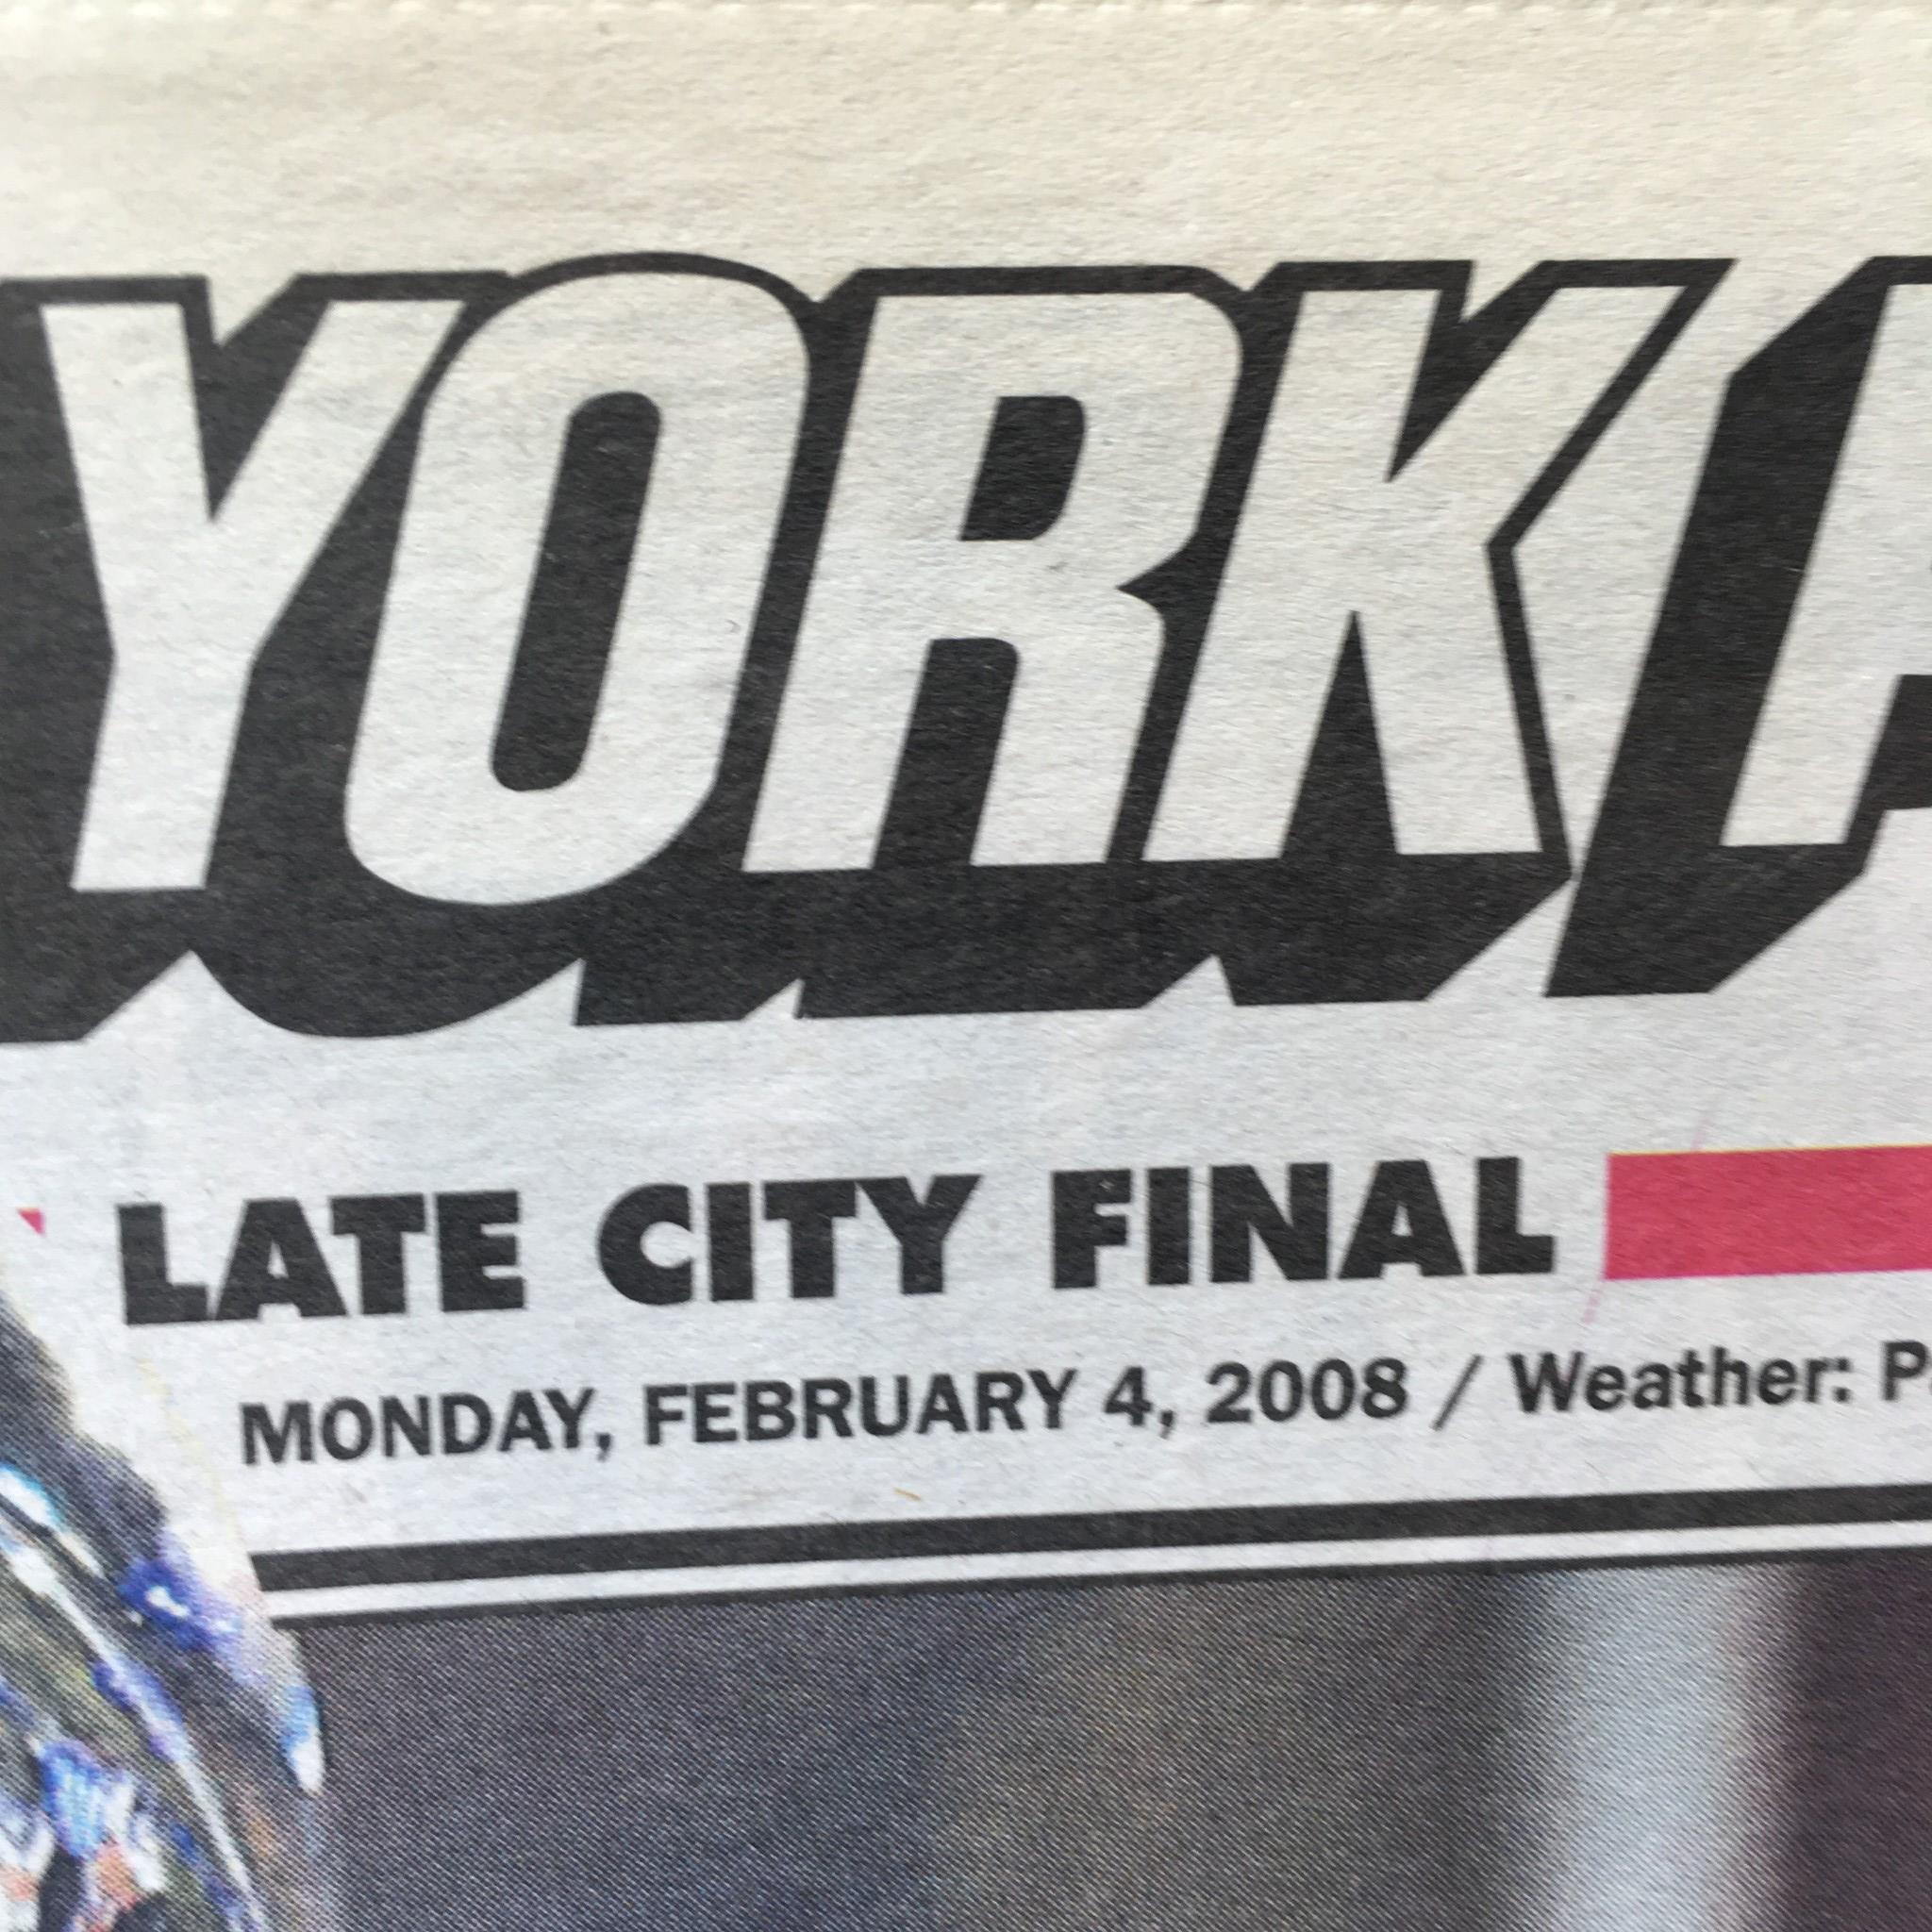 YORK
LATE CITY FINAL
MONDAY, FEBRUARY 4, 2008 / Weather: